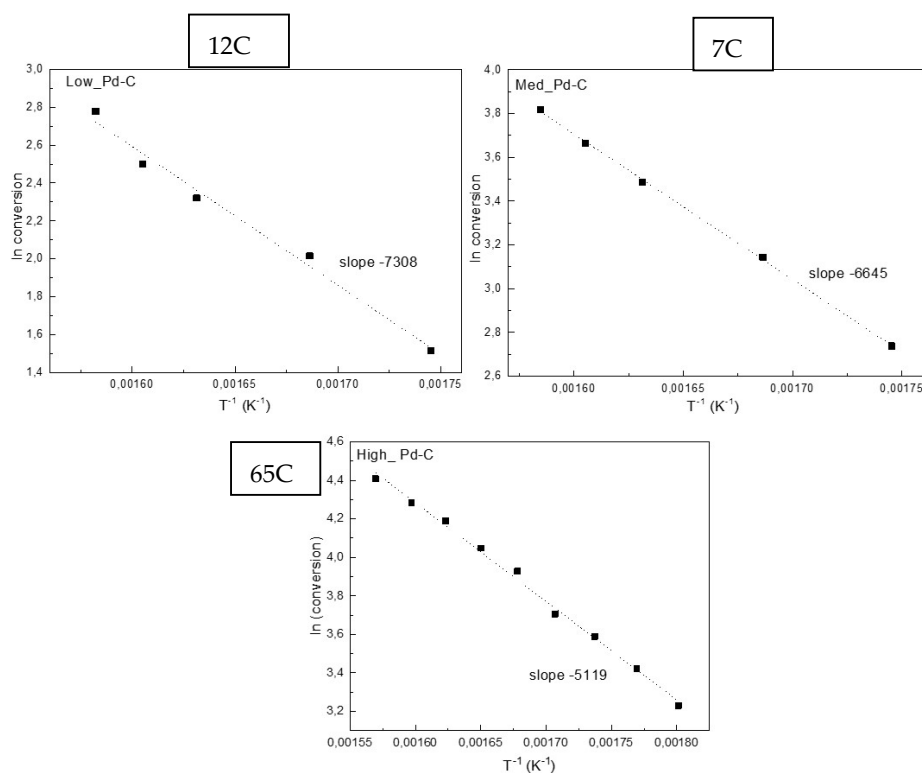 12C
Low_Pd-C
3,0
2,8
2,6
2,4
2,2
2,0
1,8
1,6
1,4
ln conversion
slope -7308
0,00160
0,00165
0,00170
0,00175
T⁻¹ (K⁻¹)
7C
Med_Pd-C
4,0
3,8
3,6
3,4
3,2
3,0
2,8
2,6
ln conversion
slope -6645
0,00160
0,00165
0,00170
0,00175
T⁻¹ (K⁻¹)
65C
High_ Pd-C
4,6
4,4
4,2
4,0
3,8
3,6
3,4
3,2
ln (conversion)
slope -5119
0,00155
0,00160
0,00165
0,00170
0,00175
0,00180
T⁻¹ (K⁻¹)